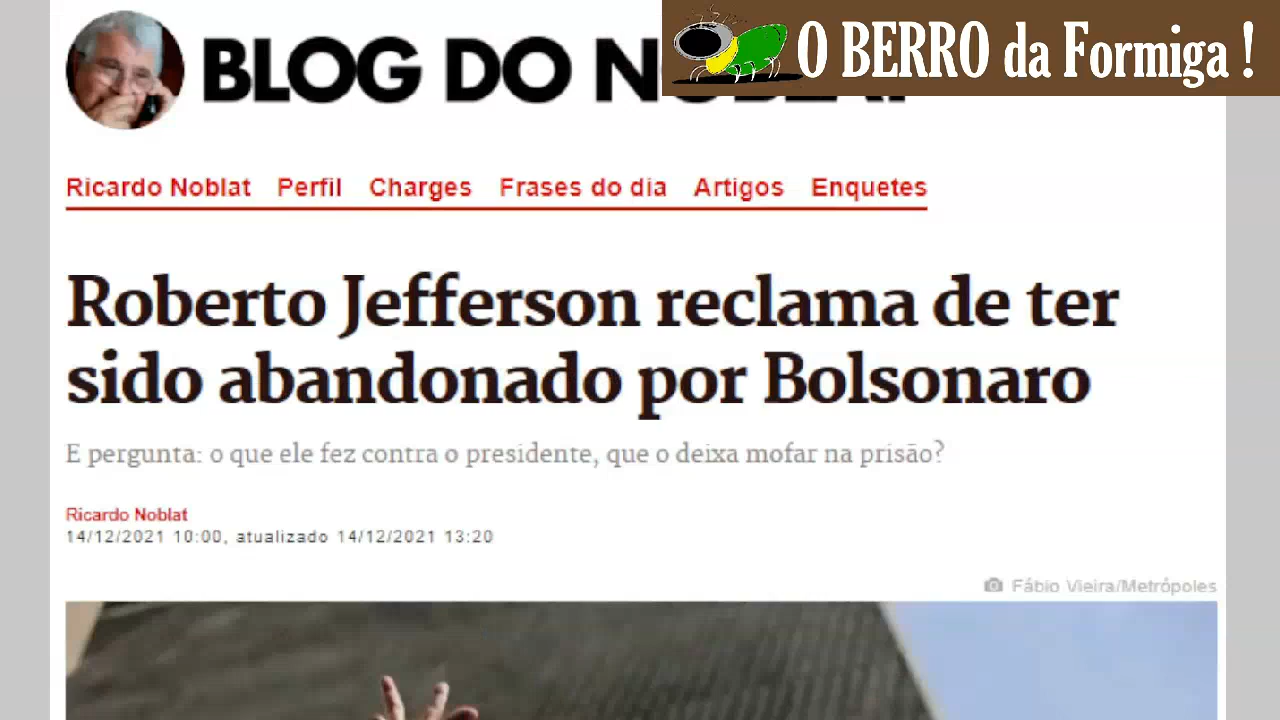 BLOG DO
O BERRO da Formiga !
Ricardo Noblat Perfil Charges Frases do dia Artigos Enquetes
Roberto Jefferson reclama de ter
sido abandonado por Bolsonaro
E pergunta: o que ele fez contra o presidente, que o deixa mofar na prisão?
Ricardo Noblat
14/12/2021 10:00, atualizado 14/12/2021 13:20
Fábio Vieira/Metrópoles